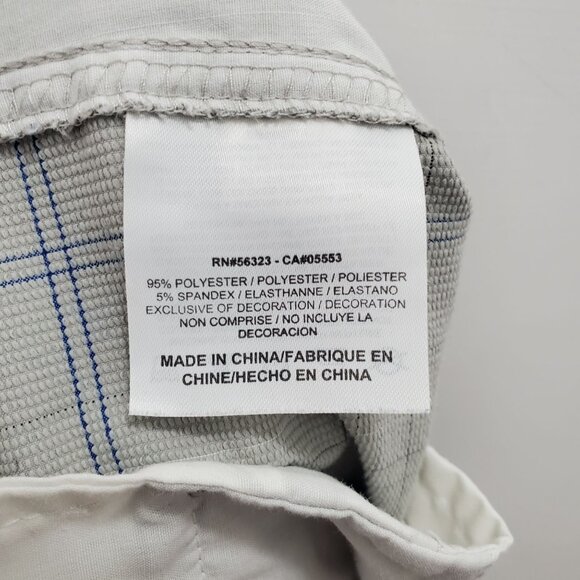 RN#56323 - CA#05553
95% POLYESTER / POLYESTER / POLIESTER
5% SPANDEX / ELASTHANNE / ELASTANO
EXCLUSIVE OF DECORATION / DECORATION
NON COMPRISE / NO INCLUYE LA
DECORACION
MADE IN CHINA/FABRIQUE EN
CHINE/HECHO EN CHINA